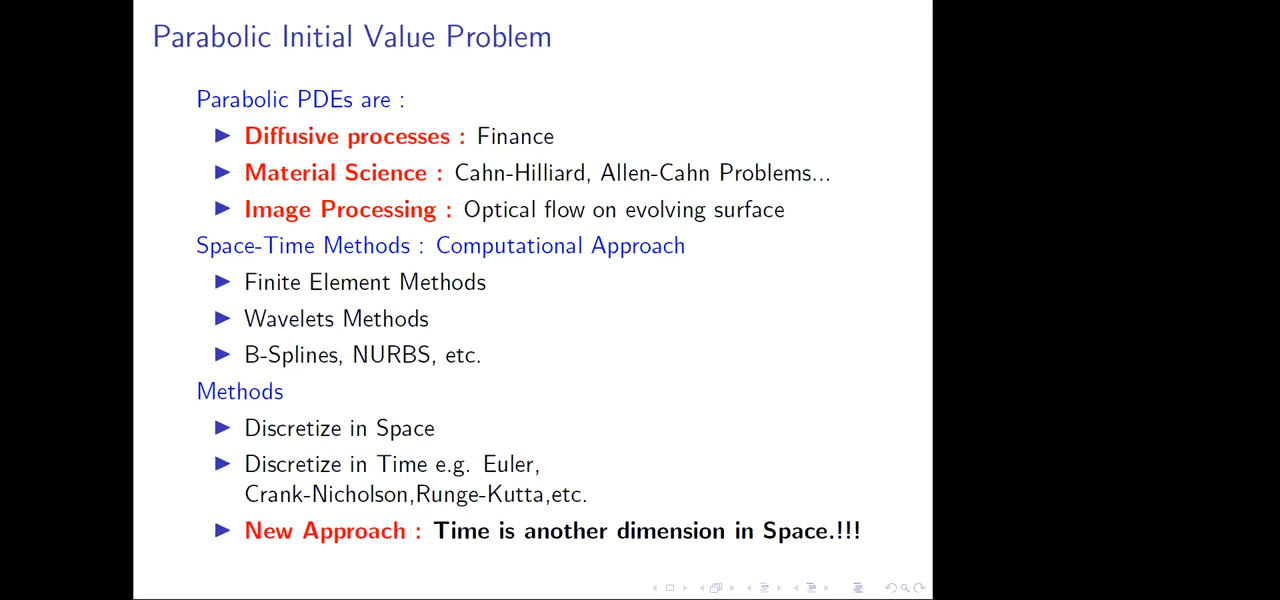 Parabolic Initial Value Problem
Parabolic PDEs are :
Diffusive processes : Finance
Material Science : Cahn-Hilliard, Allen-Cahn Problems...
Image Processing : Optical flow on evolving surface
Space-Time Methods : Computational Approach
Finite Element Methods
Wavelets Methods
B-Splines, NURBS, etc.
Methods
Discretize in Space
Discretize in Time e.g. Euler,
Crank-Nicholson,Runge-Kutta,etc.
New Approach : Time is another dimension in Space.!!!